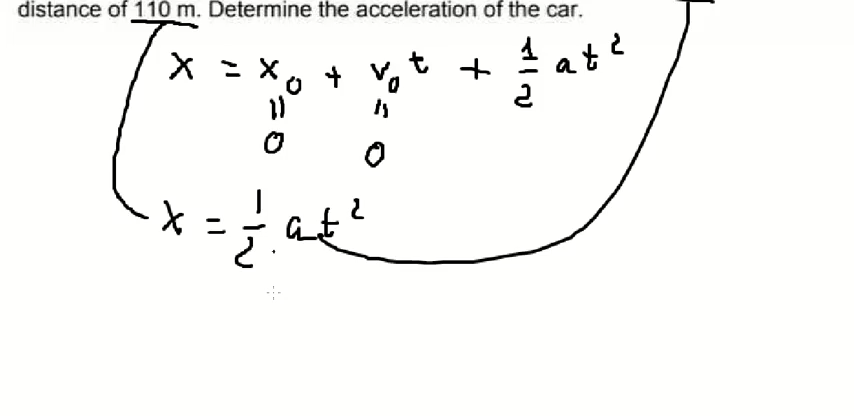 distance of 110 m. Determine the acceleration of the car.
x = x₀ + v₀t + 1/2 at²
|| ||
0 0
x = 1/2 at²